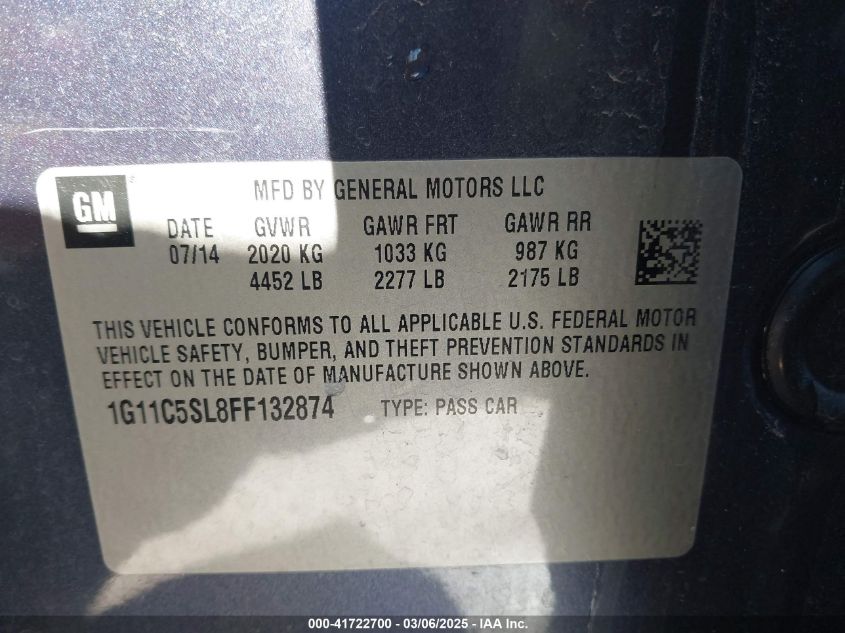 GM
MFD BY GENERAL MOTORS LLC
DATE GVWR GAWR FRT GAWR RR
07/14 2020 KG 1033 KG 987 KG
4452 LB 2277 LB 2175 LB
THIS VEHICLE CONFORMS TO ALL APPLICABLE U.S. FEDERAL MOTOR
VEHICLE SAFETY, BUMPER, AND THEFT PREVENTION STANDARDS IN
EFFECT ON THE DATE OF MANUFACTURE SHOWN ABOVE.
1G11C5SL8FF132874 TYPE: PASS CAR
000-41722700 - 03/06/2025 - IAA Inc.